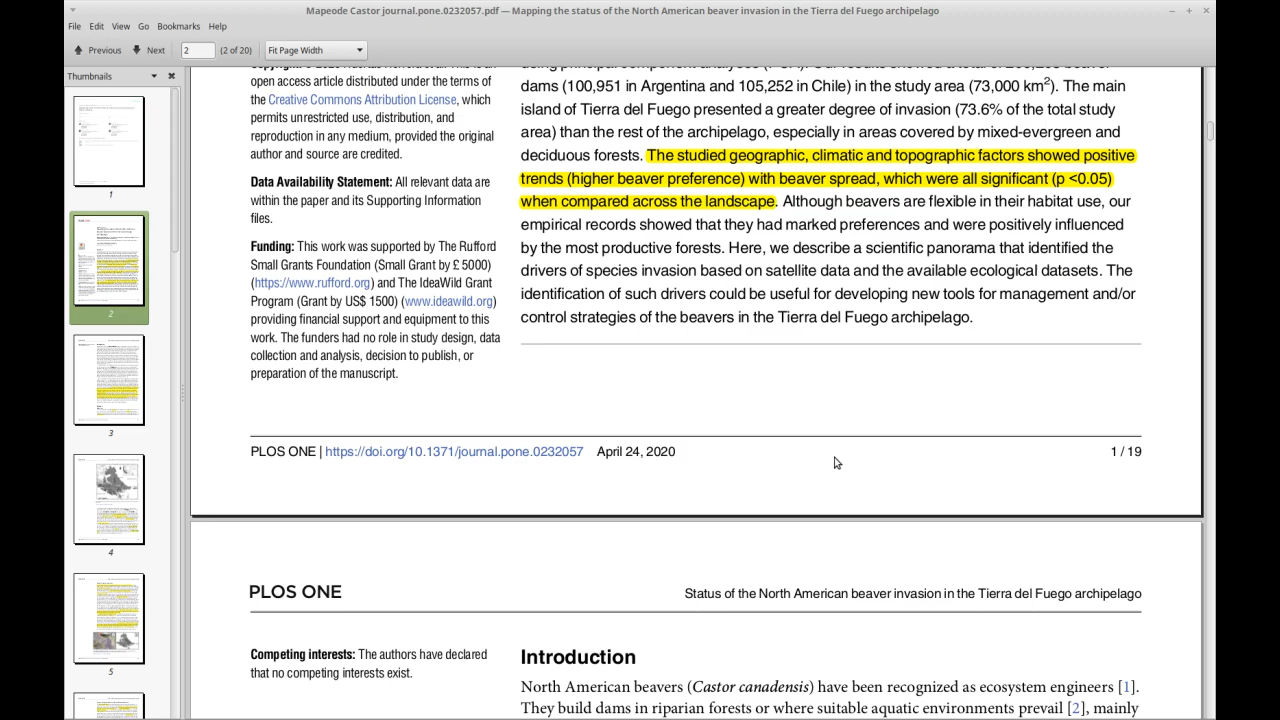 Mapeode Castor journal.pone.0232057.pdf — Mapping the status of the North American beaver invasion in the Tierra del Fuego archipelago
File Edit View Go Bookmarks Help
Previous Next 2 (2 of 20) Fit Page Width
Thumbnails
1
2
3
4
5
open access article distributed under the terms of
the Creative Commons Attribution License, which
permits unrestricted use, distribution, and
reproduction in any medium, provided the original
author and source are credited.
Data Availability Statement: All relevant data are
within the paper and its Supporting Information
files.
Funding: This work was supported by The Rufford
Small Grants Foundation (Small Grant by £ 5000)
(https://www.rufford.org) and The IdeaWild Grant
Program (Grant by US$ 1500) (www.ideawild.org)
providing financial support and equipment to this
work. The funders had no role in study design, data
collection and analysis, decision to publish, or
preparation of the manuscript.
dams (100,951 in Argentina and 105,252 in Chile) in the study area (73,000 km²). The main
island of Tierra del Fuego presented a greater degree of invasion (73.6% of the total study
area) than the rest of the archipelago, especially in areas covered by mixed-evergreen and
deciduous forests. The studied geographic, climatic and topographic factors showed positive
trends (higher beaver preference) with beaver spread, which were all significant (p <0.05)
when compared across the landscape. Although beavers are flexible in their habitat use, our
empirical records showed that they had marked preferences and were positively influenced
by the most productive forests. Here, we describe a scientific panorama that identified the
drivers of species invasion based on satellite data and the available ecological datasets. The
identification of such drivers could be useful for developing new tools for management and/or
control strategies of the beavers in the Tierra del Fuego archipelago.
PLOS ONE | https://doi.org/10.1371/journal.pone.0232057 April 24, 2020 1 / 19
PLOS ONE Status of the North American beaver invasion in the Tierra del Fuego archipelago
Competing interests: The authors have declared
that no competing interests exist.
Introduction
North American beavers (Castor canadensis) have been recognized as ecosystem engineers [1].
They build dams in riparian forests or where suitable aquatic environments prevail [2], mainly